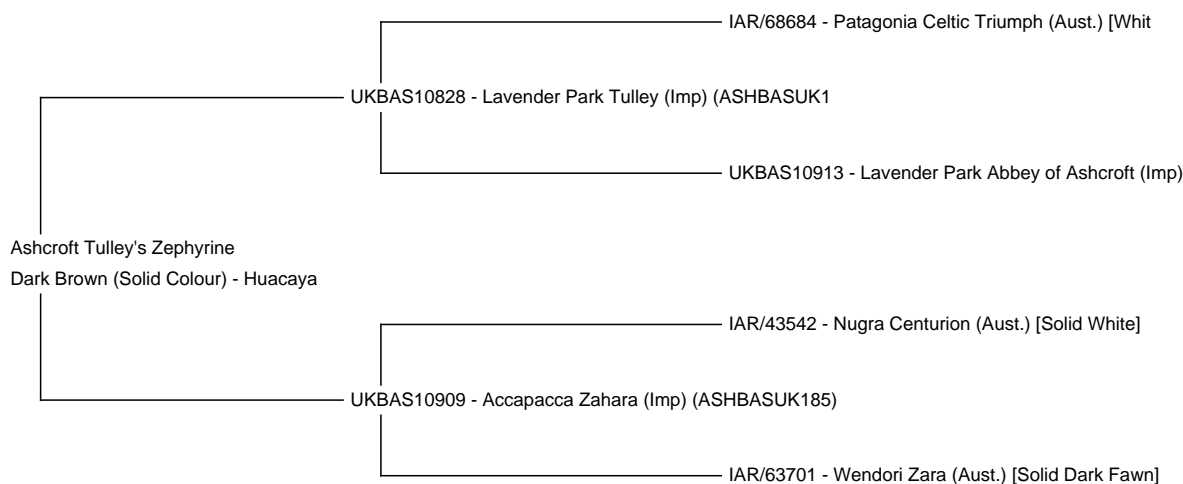 IAR/68684 - Patagonia Celtic Triumph (Aust.) [Whit
UKBAS10828 - Lavender Park Tulley (Imp) (ASHBASUK1
UKBAS10913 - Lavender Park Abbey of Ashcroft (Imp)
Ashcroft Tulley's Zephyrine
Dark Brown (Solid Colour) - Huacaya
IAR/43542 - Nugra Centurion (Aust.) [Solid White]
UKBAS10909 - Accapacca Zahara (Imp) (ASHBASUK185)
IAR/63701 - Wendori Zara (Aust.) [Solid Dark Fawn]